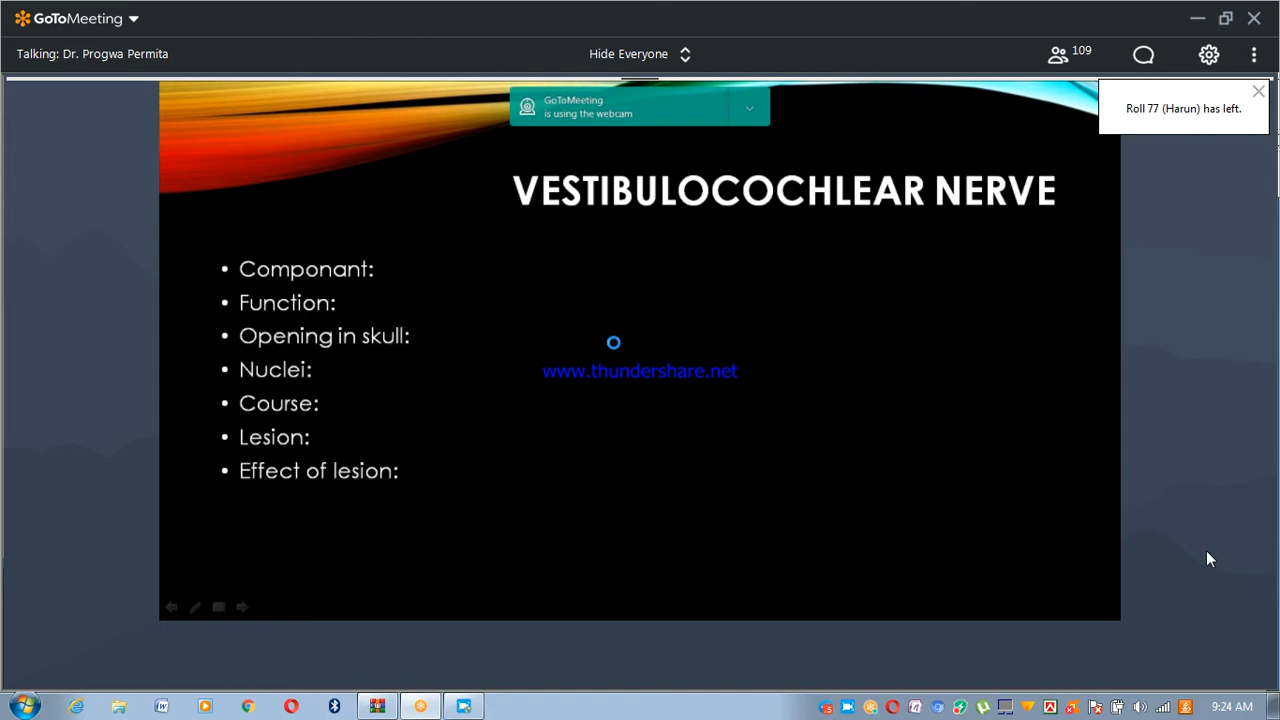 GoToMeeting
Talking: Dr. Progwa Permita
Hide Everyone
109
GoToMeeting
is using the webcam
Roll 77 (Harun) has left.
VESTIBULOCOCHLEAR NERVE
• Componant:
• Function:
• Opening in skull:
• Nuclei:
• Course:
• Lesion:
• Effect of lesion:
www.thundershare.net
9:24 AM